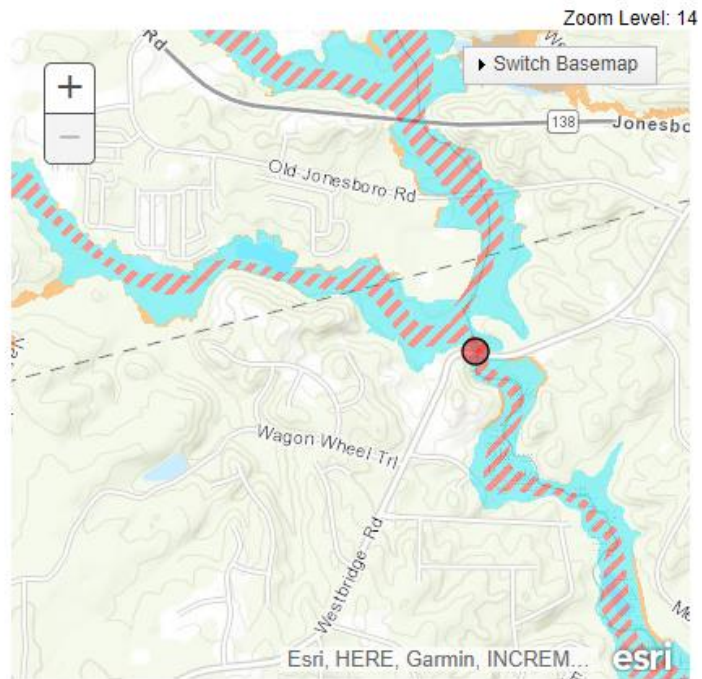 Zoom Level: 14
Rd
Switch Basemap
+
−
138
Jonesbo
Old Jonesboro Rd
Wagon Wheel Trl
Westbridge Rd
Esri, HERE, Garmin, INCREM...
esri